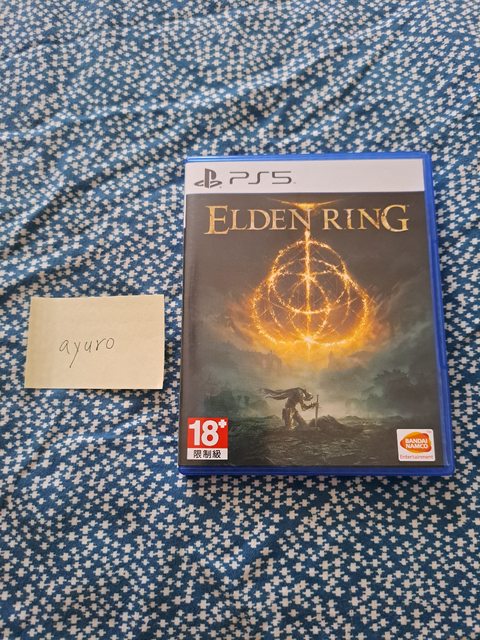 PS5
ELDEN RING
ayuro
18+
限制級
BANDAI
NAMCO
Entertainment